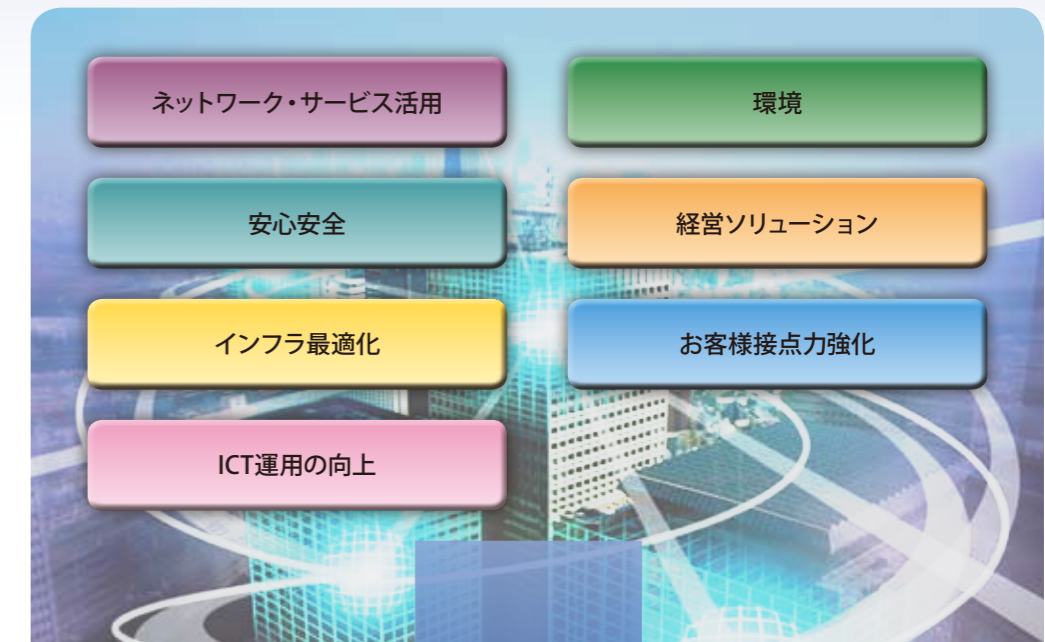 ネットワーク・サービス活用
環境
安心安全
経営ソリューション
インフラ最適化
お客様接点力強化
ICT運用の向上